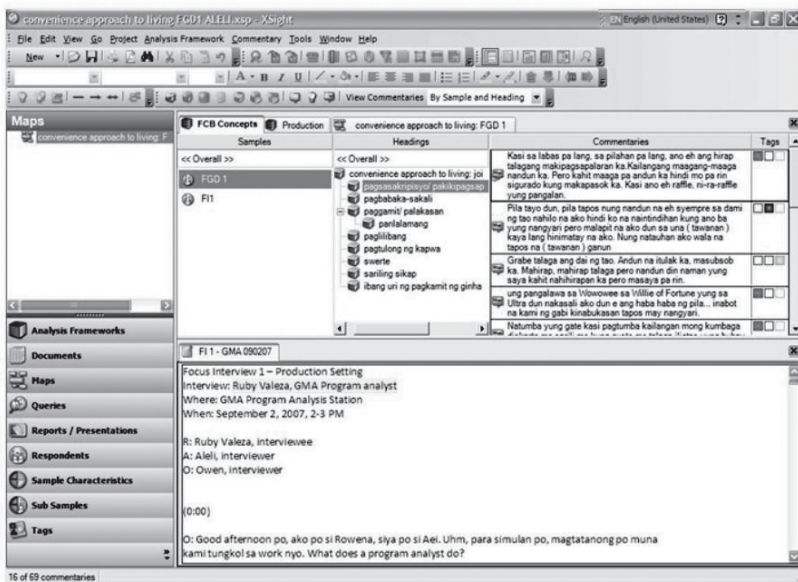 convenience approach to living FGD1 ALELI.xsp - XSight
EN English (United States)
File Edit View Go Project Analysis Framework Commentary Tools Window Help
New
A B I U A
View Commentaries By Sample and Heading
Maps
convenience approach to living: F
FCB Concepts Production convenience approach to living: FGD 1
Samples Headings Commentaries Tags
<< Overall >>
FGD 1
FI1
<< Overall >>
convenience approach to living: joi
pagsasakripisyo/ pakikipagsap
pagbabaka-sakali
paggamit/ palakasan
panlalamang
paglilibang
pagtulong ng kapwa
swerte
sariling sikap
ibang uri ng pagkamit ng ginha
Kasi sa labas pa lang, sa pilahan pa lang, ano eh ang hirap
talagang makipagsapalaran ka.Kailangang maagang-maaga
nandun ka. Pero kahit maaga pa andun ka hindi mo pa rin
sigurado kung makapasok ka. Kasi ano eh raffle, ni-ra-raffle
yung pangalan.
Pila tayo dun, pila tapos nung nandun na eh syempre sa dami
ng tao nahilo na ako hindi ko na naintindihan kung ano ba
yung nangyari pero malapit na ako dun sa una ( tawanan )
kaya lang hinimatay na ako. Nung natauhan ako wala na
tapos na ( tawanan ) ganun
Grabe talaga ang dai ng tao. Andun na itulak ka, masubsob
ka. Mahirap, mahirap talaga pero nandun din naman yung
saya kahit nahihirapan ka pero masaya pa rin.
ung pangalawa sa Wowowee sa Willie of Fortune yung sa
Ultra dun nakasali ako dun e ang haba haba ng pila... inabot
na kami ng gabi kinabukasan tapos may nangyari.
Natumba yung gate kasi pagtumba kailangan mong kumbaga
Analysis Frameworks
Documents
Maps
Queries
Reports / Presentations
Respondents
Sample Characteristics
Sub Samples
Tags
FI 1 - GMA 090207
Focus Interview 1 – Production Setting
Interview: Ruby Valeza, GMA Program analyst
Where: GMA Program Analysis Station
When: September 2, 2007, 2-3 PM
R: Ruby Valeza, interviewee
A: Aleli, interviewer
O: Owen, interviewer
(0:00)
O: Good afternoon po, ako po si Rowena, siya po si Aei. Uhm, para simulan po, magtatanong po muna
kami tungkol sa work nyo. What does a program analyst do?
16 of 69 commentaries